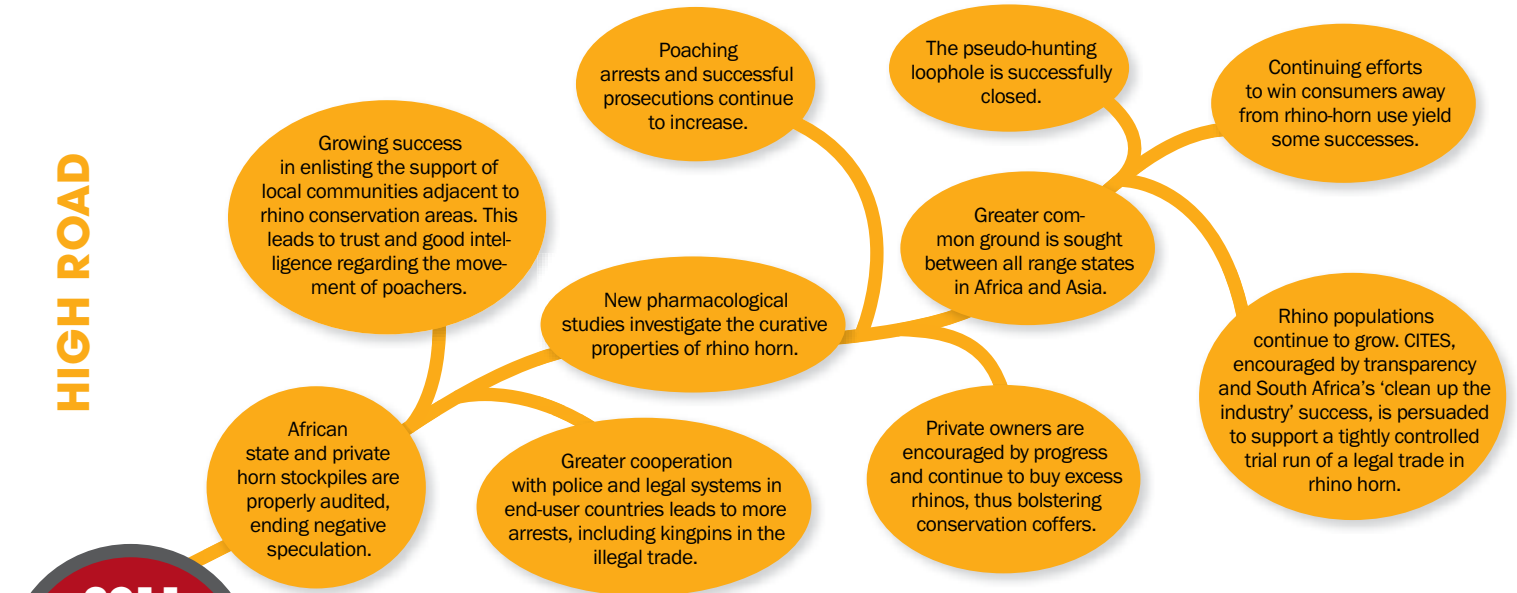 HIGH ROAD
African
state and private
horn stockpiles are
properly audited,
ending negative
speculation.
Growing success
in enlisting the support of
local communities adjacent to
rhino conservation areas. This
leads to trust and good intel-
ligence regarding the move-
ment of poachers.
Greater cooperation
with police and legal systems in
end-user countries leads to more
arrests, including kingpins in the
illegal trade.
New pharmacological
studies investigate the curative
properties of rhino horn.
Poaching
arrests and successful
prosecutions continue
to increase.
Private owners are
encouraged by progress
and continue to buy excess
rhinos, thus bolstering
conservation coffers.
Greater com-
mon ground is sought
between all range states
in Africa and Asia.
The pseudo-hunting
loophole is successfully
closed.
Continuing efforts
to win consumers away
from rhino-horn use yield
some successes.
Rhino populations
continue to grow. CITES,
encouraged by transparency
and South Africa's ‘clean up the
industry’ success, is persuaded
to support a tightly controlled
trial run of a legal trade in
rhino horn.